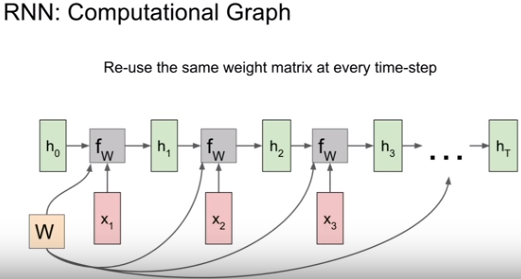 RNN: Computational Graph
Re-use the same weight matrix at every time-step
h0 fW h1 fW h2 fW h3 ... hT
x1 x2 x3
W